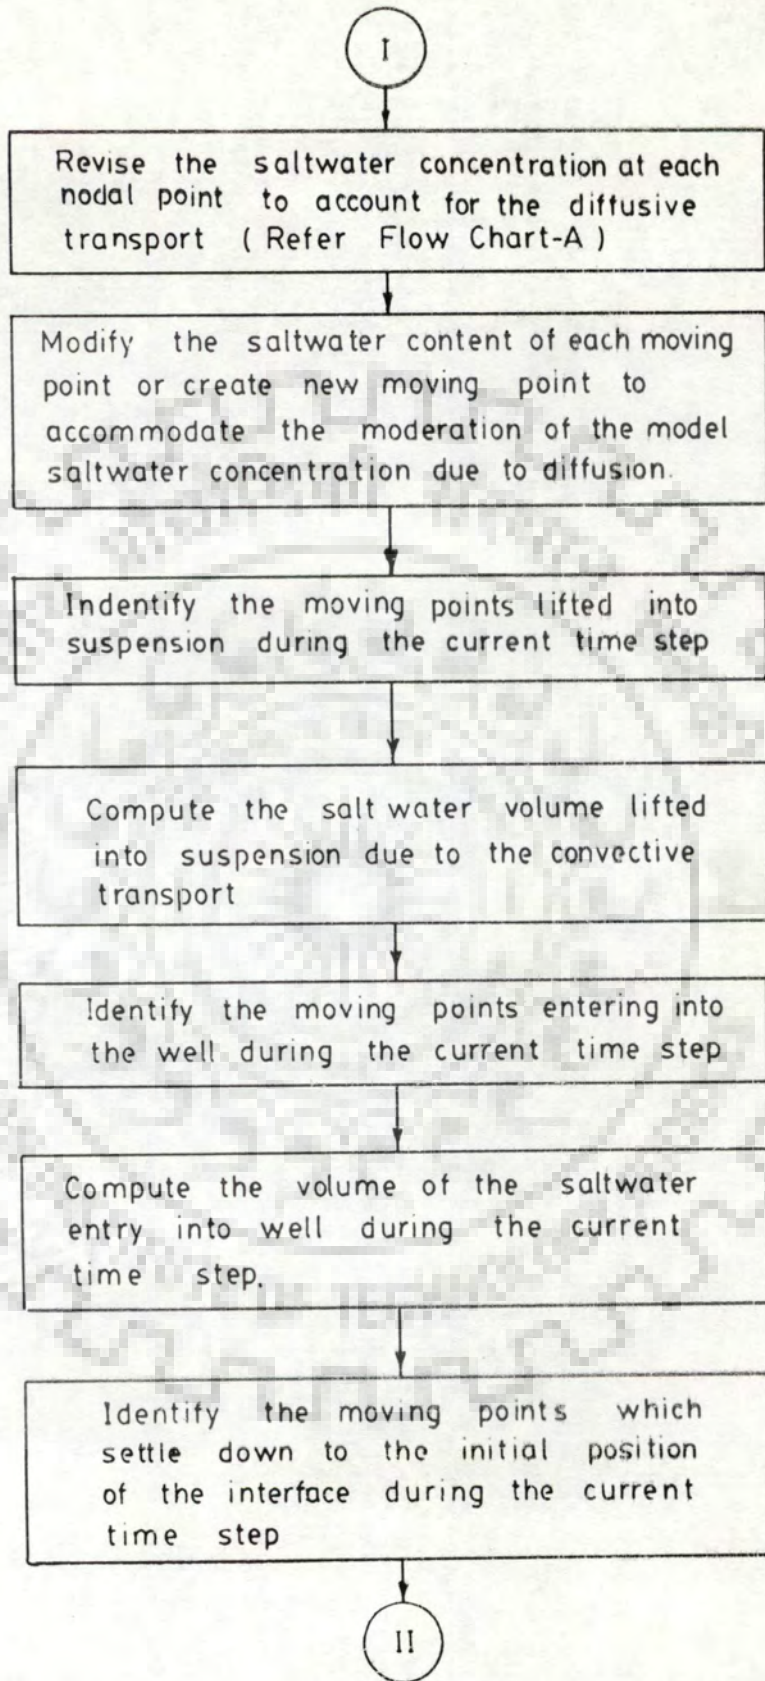 I
Revise the saltwater concentration at each
nodal point to account for the diffusive
transport ( Refer Flow Chart-A )
Modify the saltwater content of each moving
point or create new moving point to
accommodate the moderation of the model
saltwater concentration due to diffusion.
Indentify the moving points lifted into
suspension during the current time step
Compute the salt water volume lifted
into suspension due to the convective
transport
Identify the moving points entering into
the well during the current time step
Compute the volume of the saltwater
entry into well during the current
time step.
Identify the moving points which
settle down to the initial position
of the interface during the current
time step
II